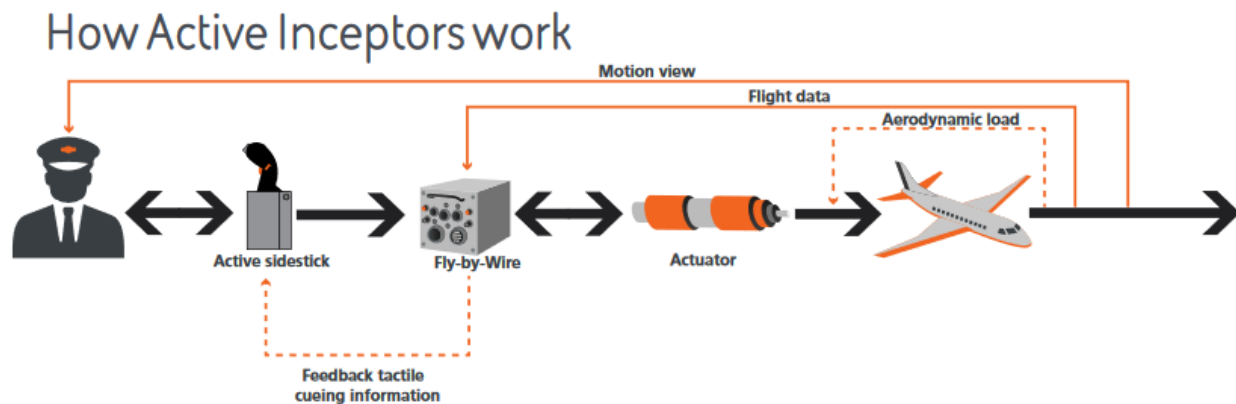 How Active Inceptors work
Motion view
Flight data
Aerodynamic load
Active sidestick
Fly-by-Wire
Actuator
Feedback tactile
cueing information